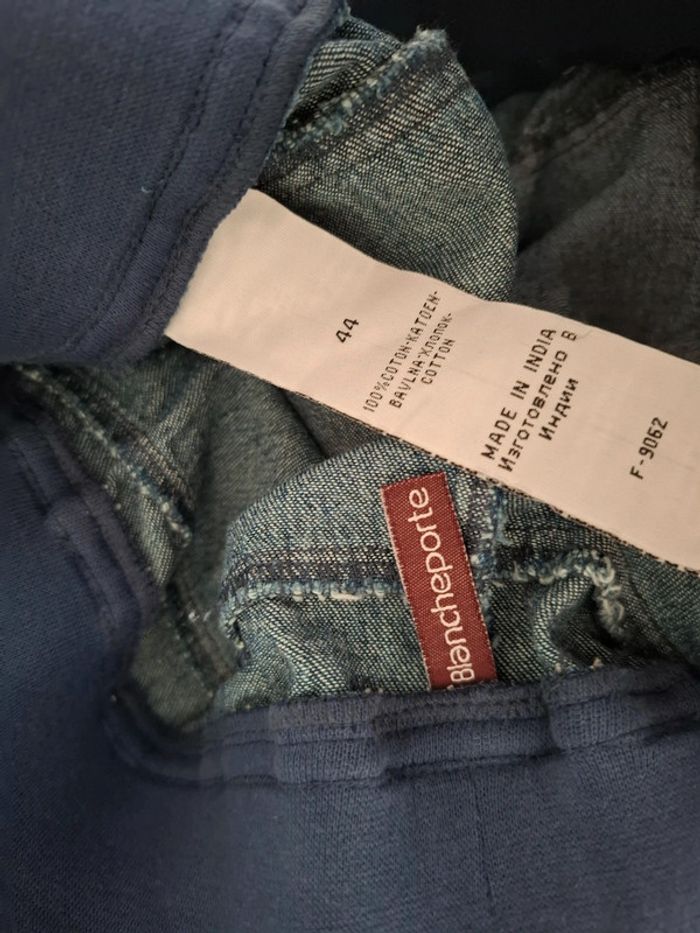 44
100%COTON-KATOEN-
BAVLNA-Хлопок-
COTTON
MADE IN INDIA
Изготовлено В
Индии
F-9062
Blancheporte